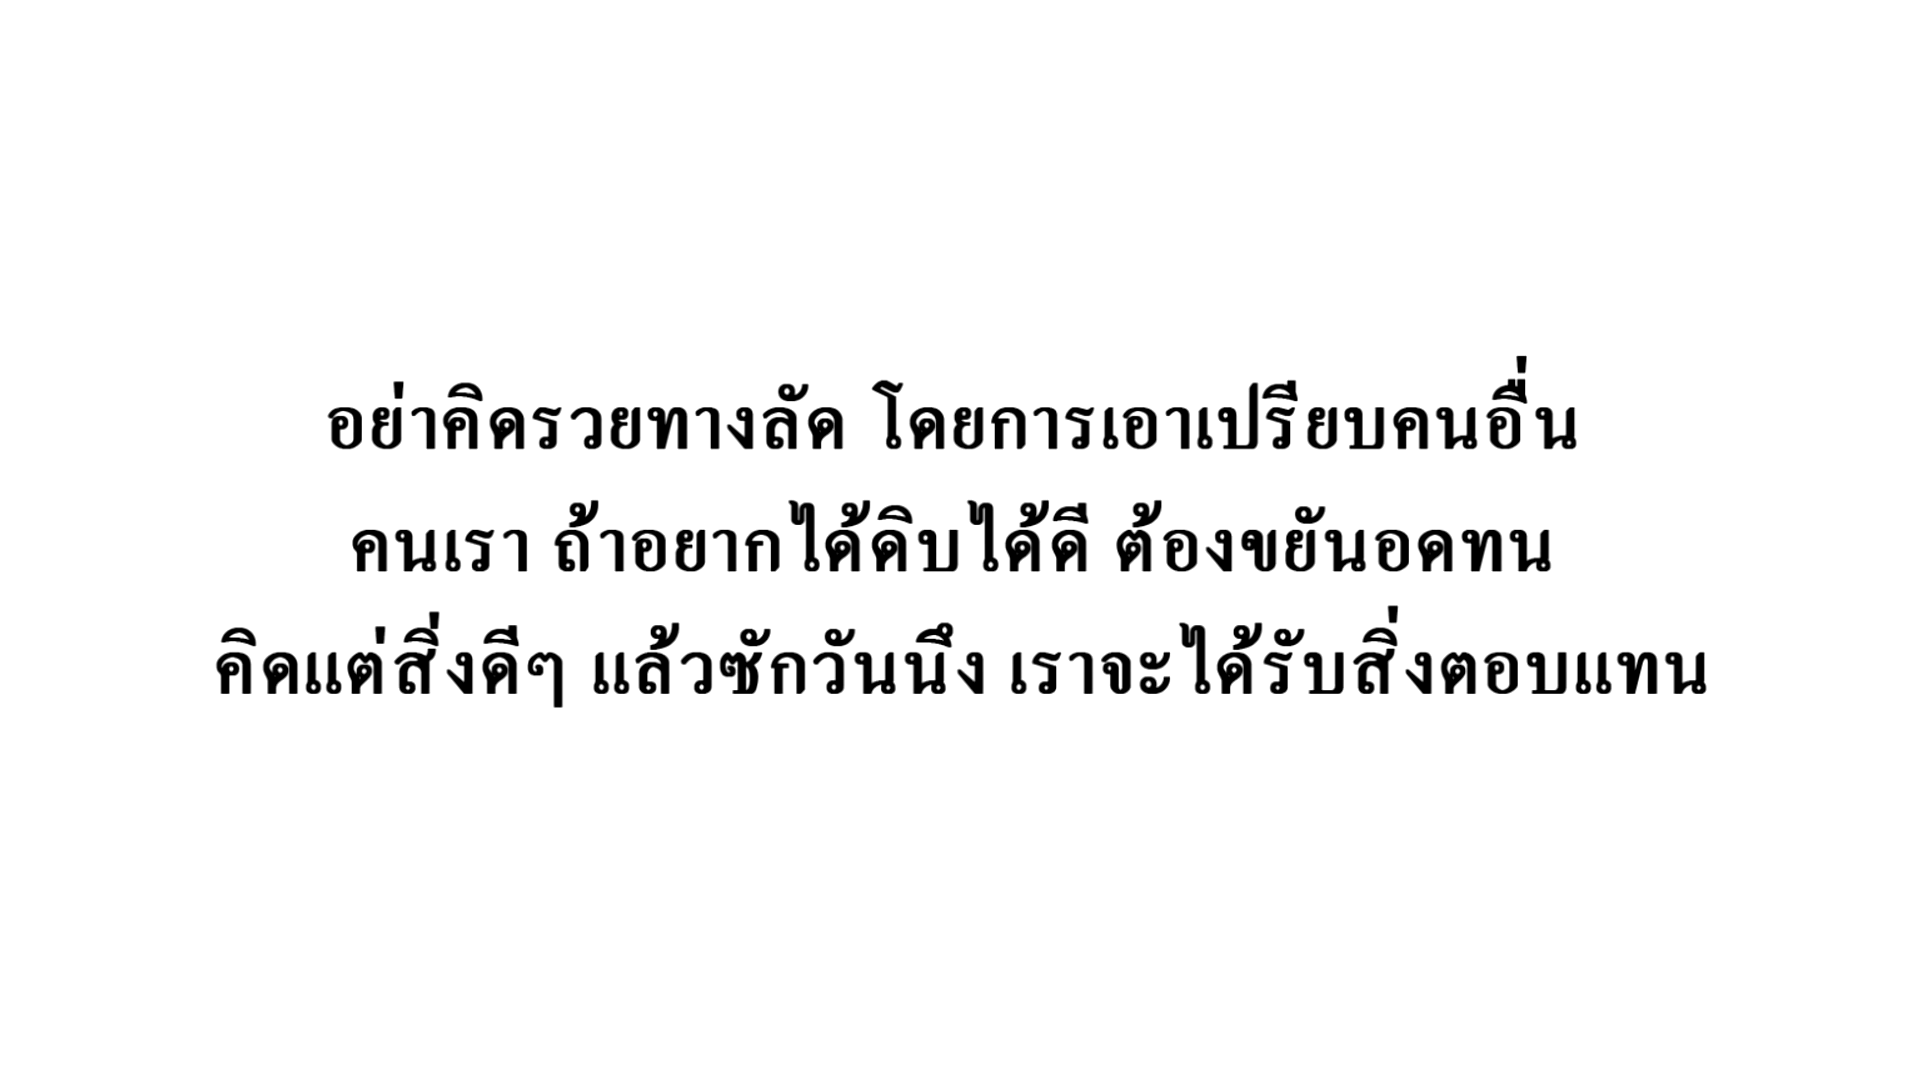 อย่าคิดรวยทางลัด โดยการเอาเปรียบคนอื่น
คนเรา ถ้าอยากได้ดิบได้ดี ต้องขยันอดทน
คิดแต่สิ่งดีๆ แล้วซักวันนึง เราจะได้รับสิ่งตอบแทน